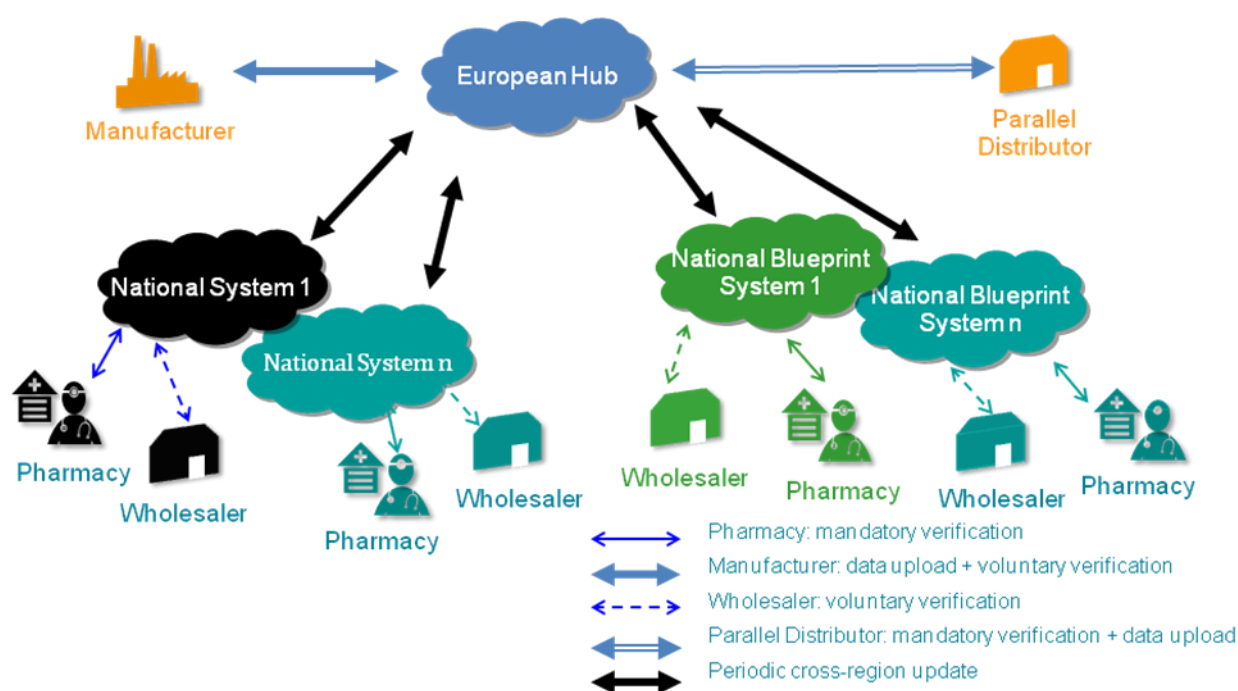 European Hub
Manufacturer
Parallel
Distributor
National System 1
National Blueprint
System 1
National Blueprint
System n
National System n
Pharmacy
Wholesaler
Pharmacy
Wholesaler
Wholesaler
Pharmacy
Wholesaler
Pharmacy
Pharmacy: mandatory verification
Manufacturer: data upload + voluntary verification
Wholesaler: voluntary verification
Parallel Distributor: mandatory verification + data upload
Periodic cross-region update